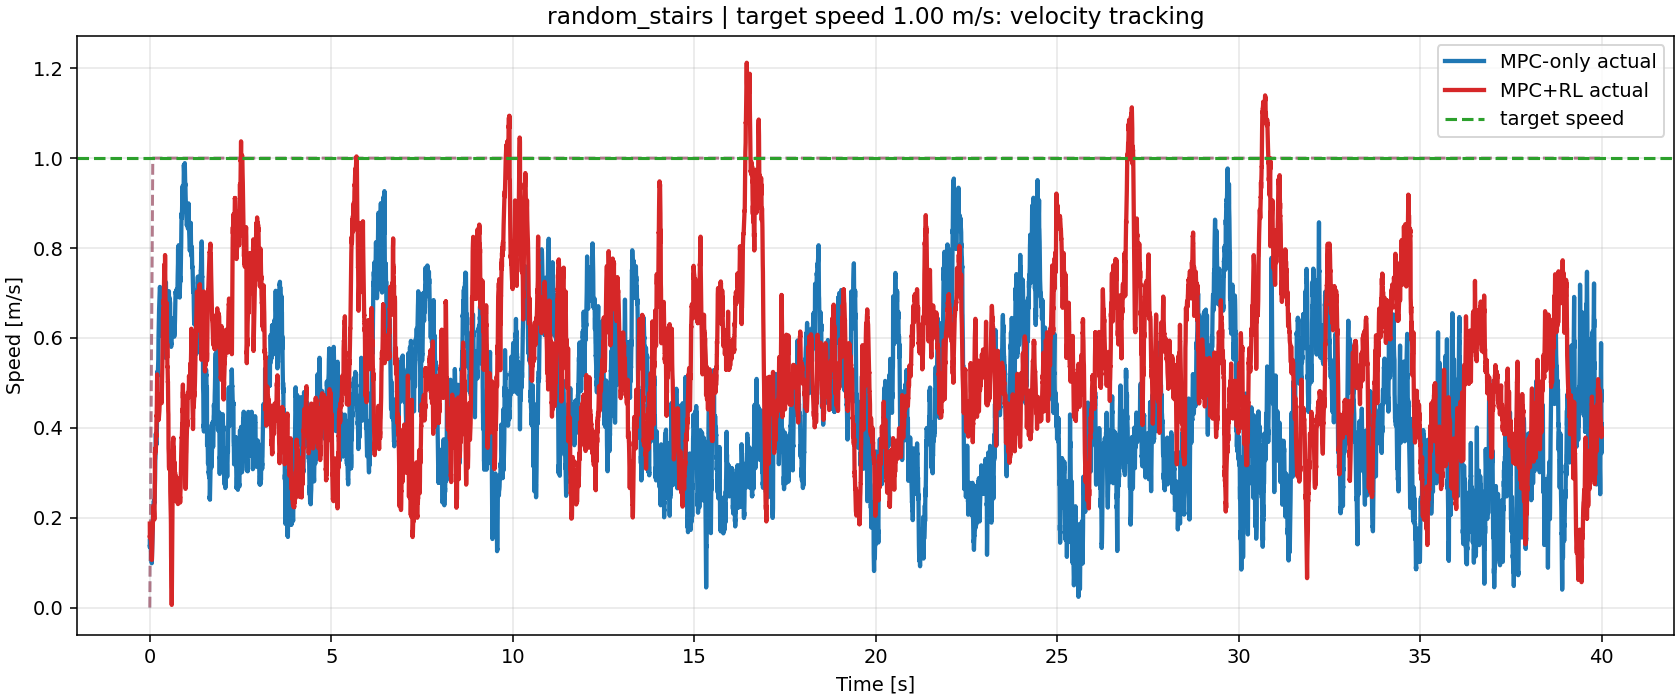 random_stairs | target speed 1.00 m/s: velocity tracking
MPC-only actual
MPC+RL actual
target speed
Speed [m/s]
1.2
1.0
0.8
0.6
0.4
0.2
0.0
0 5 10 15 20 25 30 35 40
Time [s]